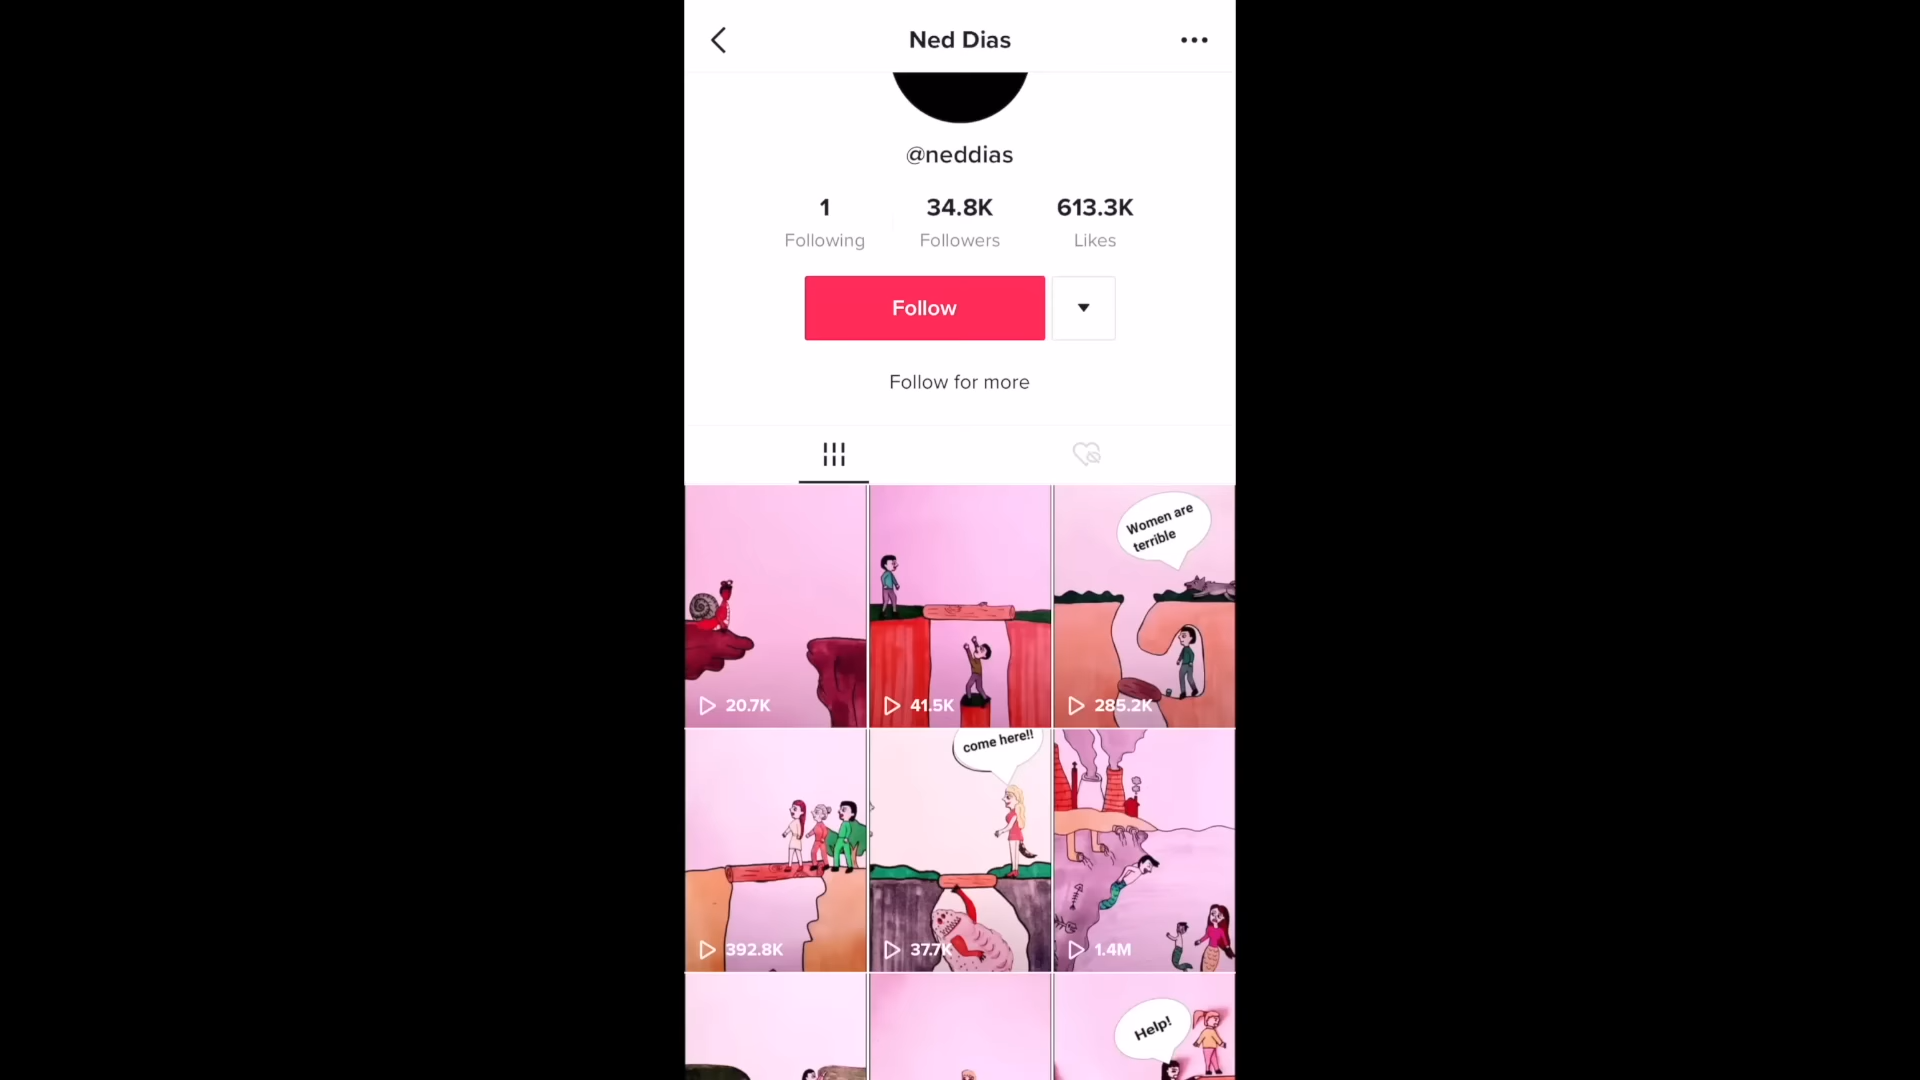 Ned Dias
@neddias
1 34.8K 613.3K
Following Followers Likes
Follow
Follow for more
Women are
terrible
20.7K 41.5K 285.2K
come here!!
392.8K 37.7K 1.4M
Help!